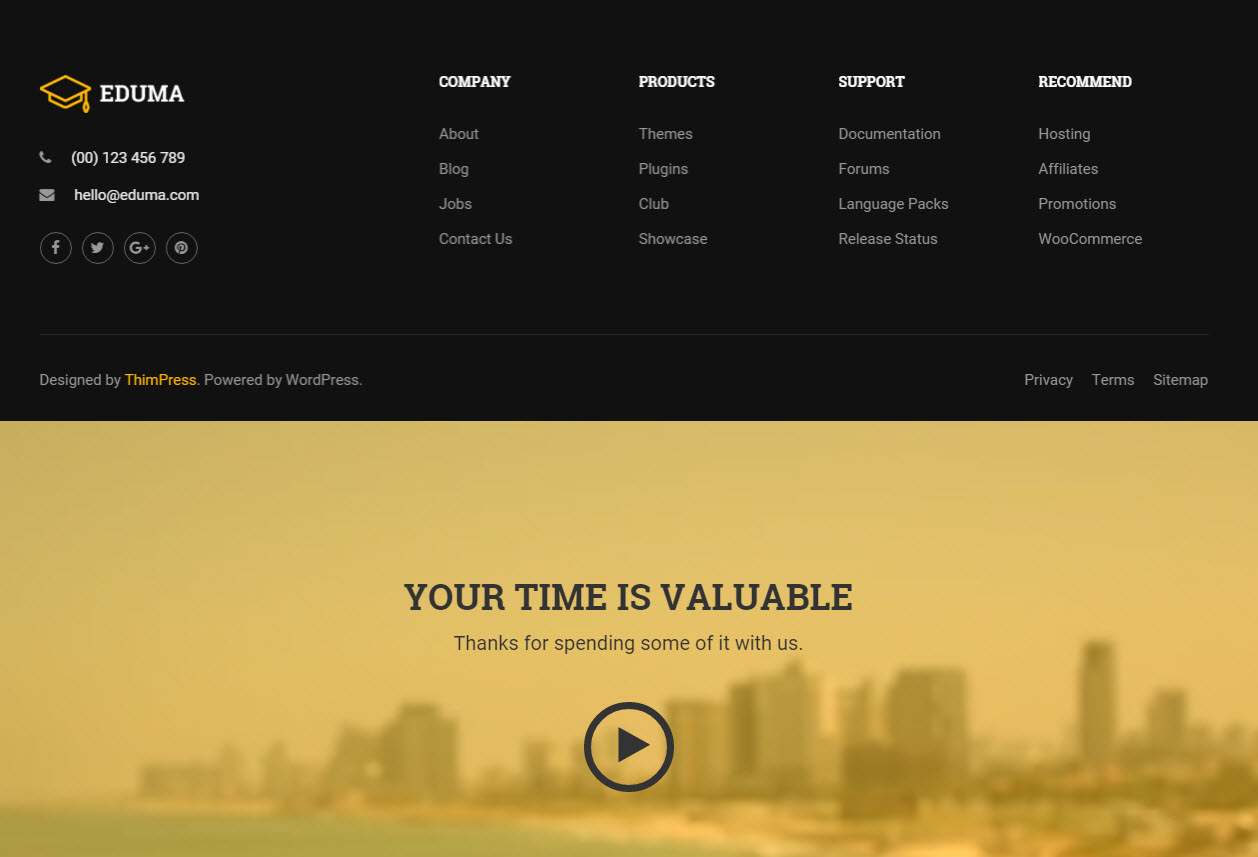 EDUMA
(00) 123 456 789
hello@eduma.com
COMPANY
About
Blog
Jobs
Contact Us
PRODUCTS
Themes
Plugins
Club
Showcase
SUPPORT
Documentation
Forums
Language Packs
Release Status
RECOMMEND
Hosting
Affiliates
Promotions
WooCommerce
Designed by ThimPress. Powered by WordPress.
Privacy Terms Sitemap
YOUR TIME IS VALUABLE
Thanks for spending some of it with us.